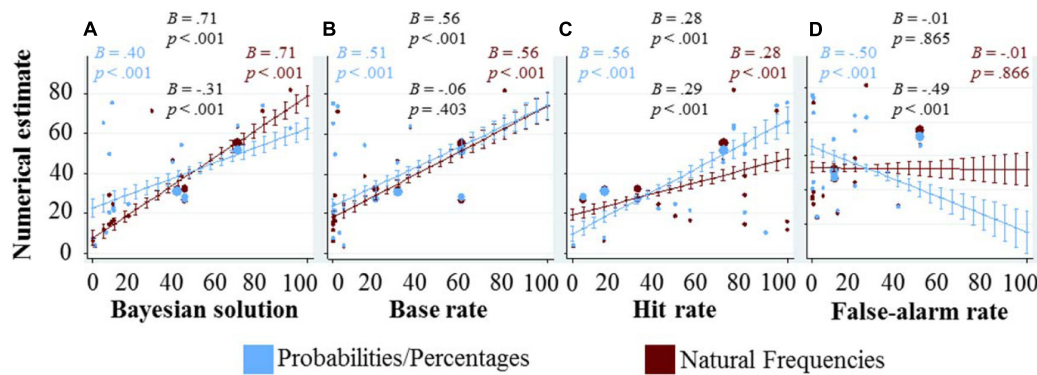 A
B = .71
p < .001
B = .40
p < .001
B = .71
p < .001
B = -.31
p < .001
B
B = .56
p < .001
B = .51
p < .001
B = .56
p < .001
B = -.06
p = .403
C
B = .28
p < .001
B = .56
p < .001
B = .28
p < .001
B = .29
p < .001
D
B = -.01
p = .865
B = -.50
p < .001
B = -.01
p = .866
B = -.49
p < .001
Numerical estimate
80
60
40
20
0
0 20 40 60 80 100
0 20 40 60 80 100
0 20 40 60 80 100
0 20 40 60 80 100
Bayesian solution
Base rate
Hit rate
False-alarm rate
Probabilities/Percentages
Natural Frequencies